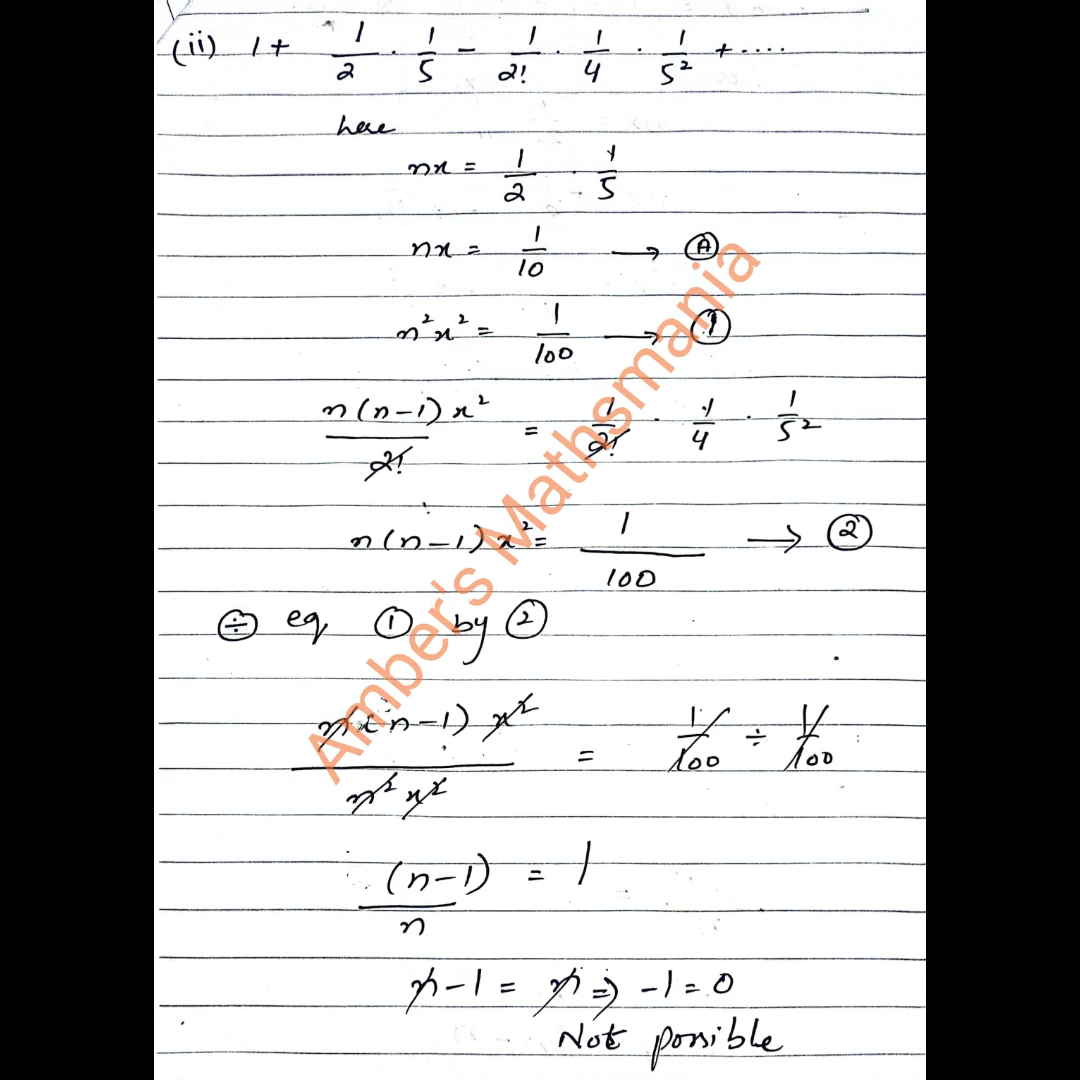 (ii) 1 + 1/2 · 1/5 - 1/2! · 1/4 · 1/5² + ....
here
nx = 1/2 · 1/5
nx = 1/10 → Ⓐ
n²x² = 1/100 → ①
n(n-1)x²/2! = 1/2! · 1/4 · 1/5²
n(n-1)x² = 1/100 → ②
÷ eq ① by ②
n(n-1)x²/n²x² = 1/100 ÷ 1/100
(n-1)/n = 1
n-1 = n ⇒ -1 = 0
Not possible
Amber's Mathsmania